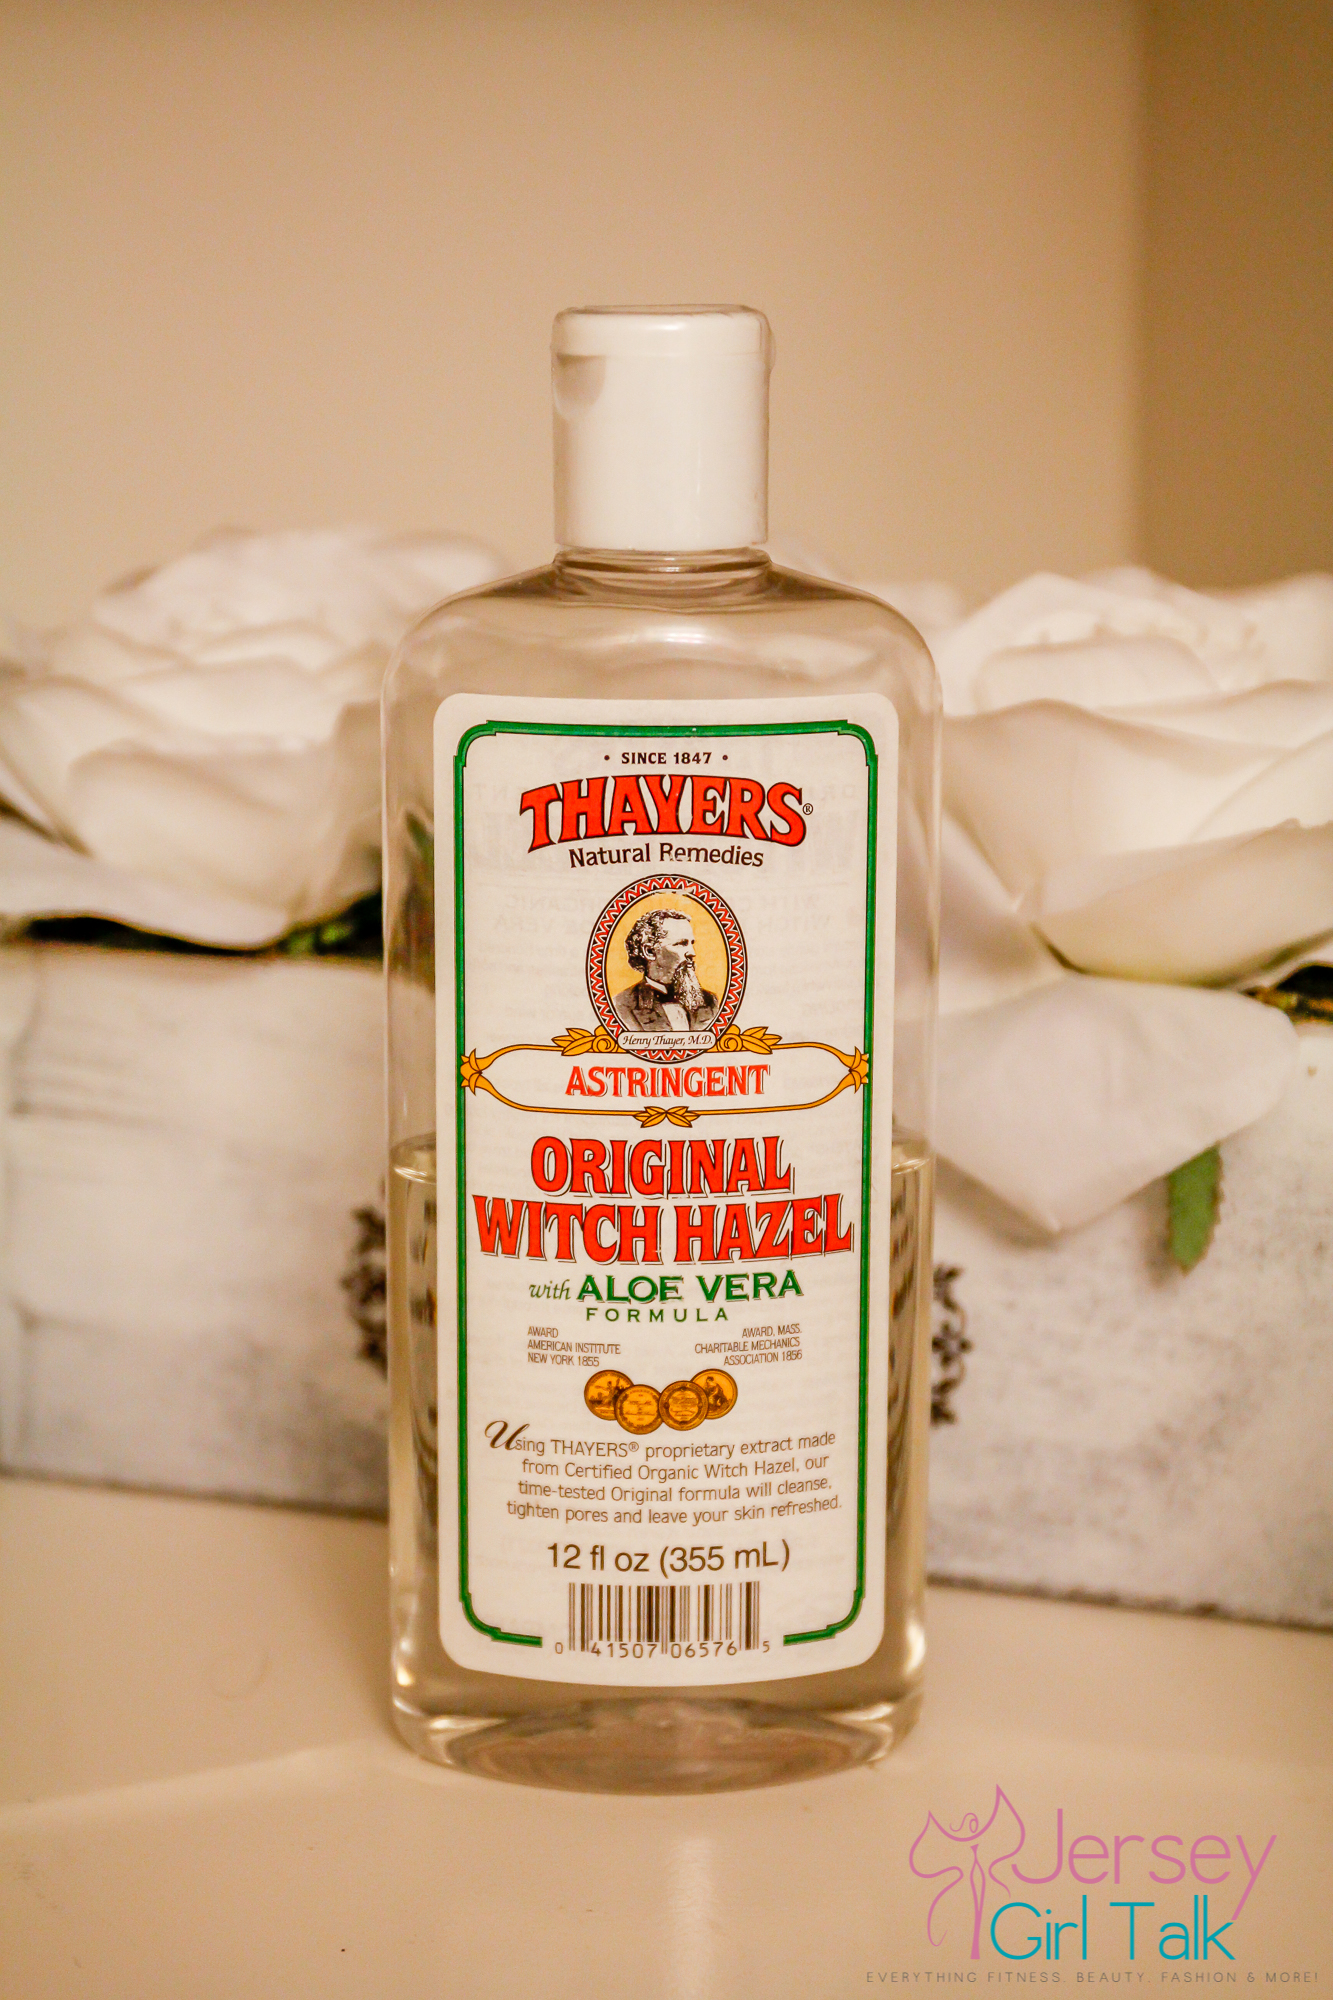 • SINCE 1847 •
THAYERS®
Natural Remedies
Henry Thayer, M.D.
ASTRINGENT
ORIGINAL
WITCH HAZEL
with ALOE VERA
FORMULA
AWARD
AMERICAN INSTITUTE
NEW YORK 1855
AWARD, MASS.
CHARITABLE MECHANICS
ASSOCIATION 1856
Using THAYERS® proprietary extract made
from Certified Organic Witch Hazel, our
time-tested Original formula will cleanse,
tighten pores and leave your skin refreshed.
12 fl oz (355 mL)
0 41507 06576 5
Jersey
Girl Talk
EVERYTHING FITNESS, BEAUTY, FASHION & MORE!